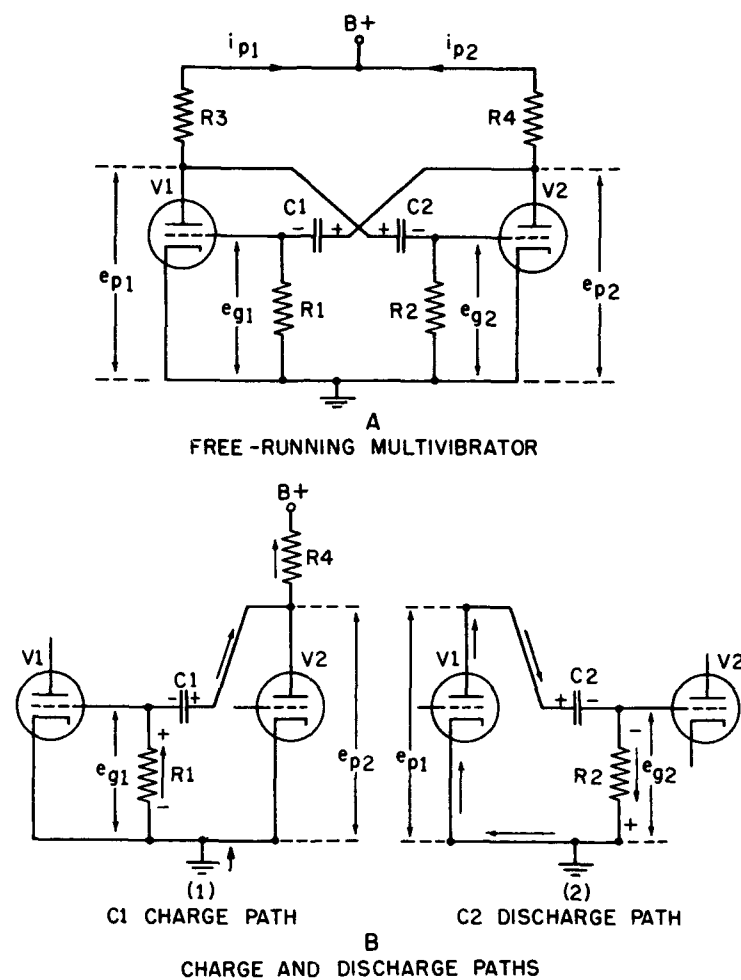 B+
ip1 ip2
R3 R4
V1 V2
C1 C2
- + + -
ep1 eg1 R1 R2 eg2 ep2
A
FREE-RUNNING MULTIVIBRATOR
B+
R4
V1 C1 V2
- +
eg1 + R1 - ep2
(1)
C1 CHARGE PATH
V1 C2 V2
+ -
ep1 R2 - + eg2
(2)
C2 DISCHARGE PATH
B
CHARGE AND DISCHARGE PATHS